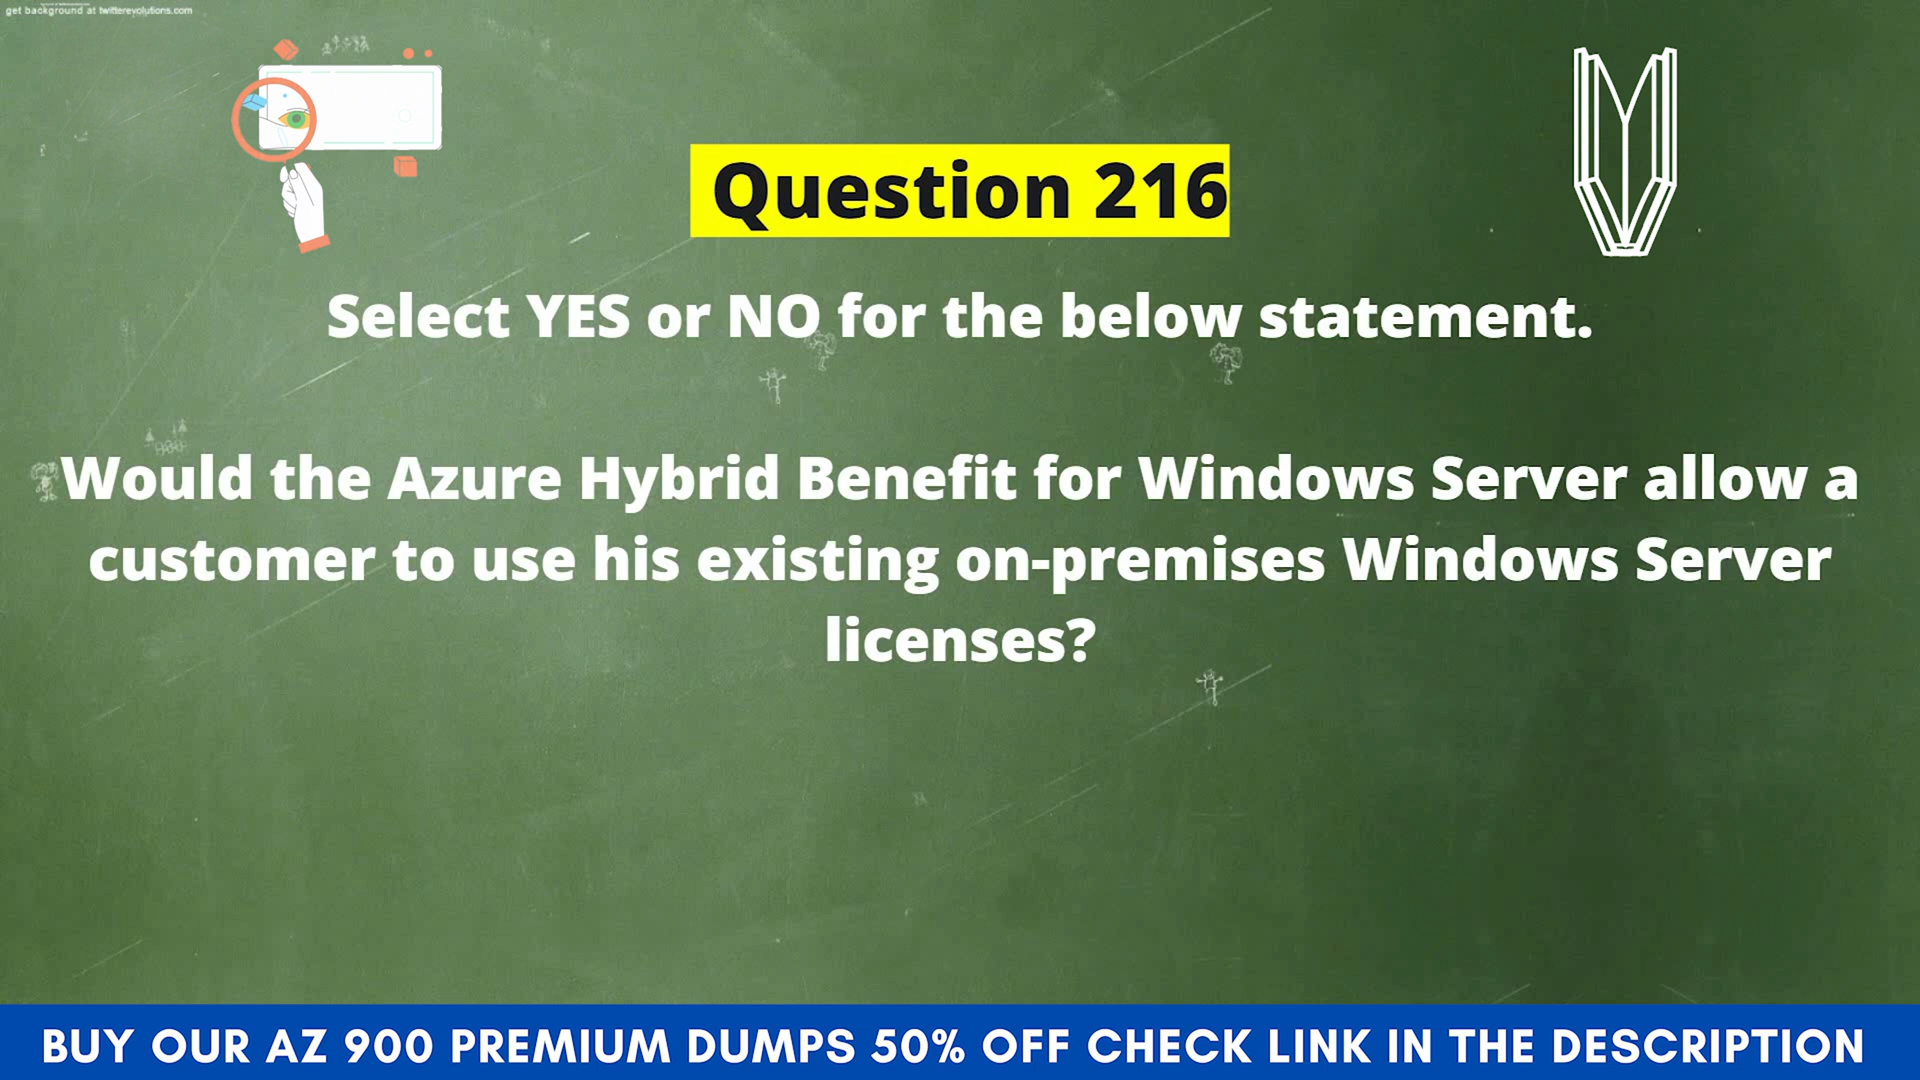 get background at twitterevolutions.com
Question 216
Select YES or NO for the below statement.
Would the Azure Hybrid Benefit for Windows Server allow a
customer to use his existing on-premises Windows Server
licenses?
BUY OUR AZ 900 PREMIUM DUMPS 50% OFF CHECK LINK IN THE DESCRIPTION